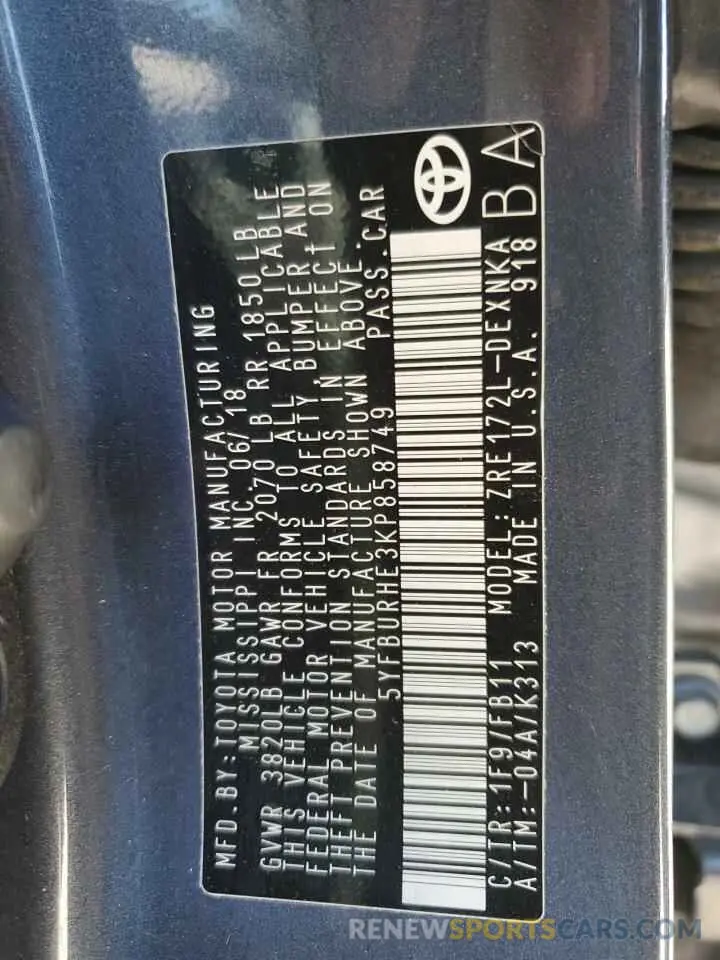 MFD.BY:TOYOTA MOTOR MANUFACTURING
MISSISSIPPI INC. 06/18
GVWR 3820LB GAWR FR 2070 LB RR 1850 LB
THIS VEHICLE CONFORMS TO ALL APPLICABLE
FEDERAL MOTOR VEHICLE SAFETY, BUMPER, AND
THEFT PREVENTION STANDARDS IN EFFECT ON
THE DATE OF MANUFACTURE SHOWN ABOVE.
5YFBURHE3KP858749 PASS.CAR
C/TR:1F9/FB11 MODEL:ZRE172L-DEXNKA
A/TM:-04A/K313 MADE IN U.S.A. 918
BA
RENEWSPORTSCARS.COM